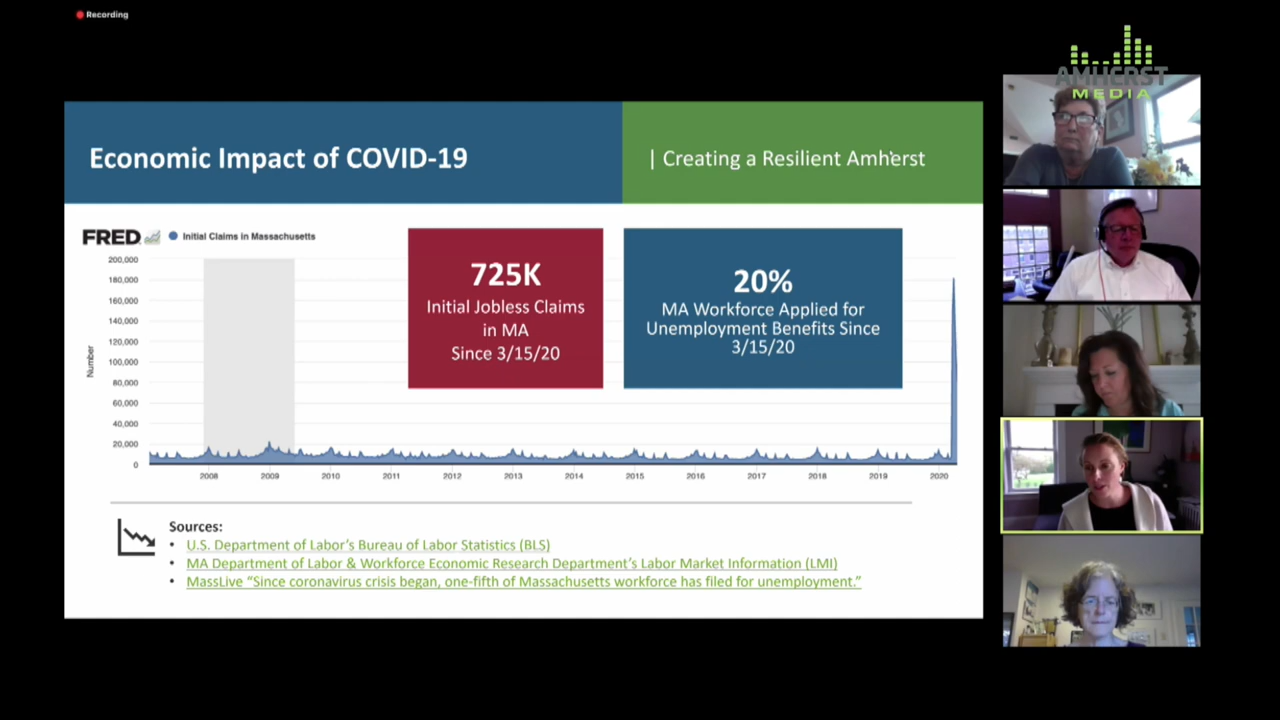 Recording
AMHERST
MEDIA
Economic Impact of COVID-19
| Creating a Resilient Amherst
FRED
Initial Claims in Massachusetts
200,000
180,000
160,000
140,000
120,000
100,000
80,000
60,000
40,000
20,000
0
Number
2008 2009 2010 2011 2012 2013 2014 2015 2016 2017 2018 2019 2020
725K
Initial Jobless Claims
in MA
Since 3/15/20
20%
MA Workforce Applied for
Unemployment Benefits Since
3/15/20
Sources:
• U.S. Department of Labor's Bureau of Labor Statistics (BLS)
• MA Department of Labor & Workforce Economic Research Department's Labor Market Information (LMI)
• MassLive "Since coronavirus crisis began, one-fifth of Massachusetts workforce has filed for unemployment."